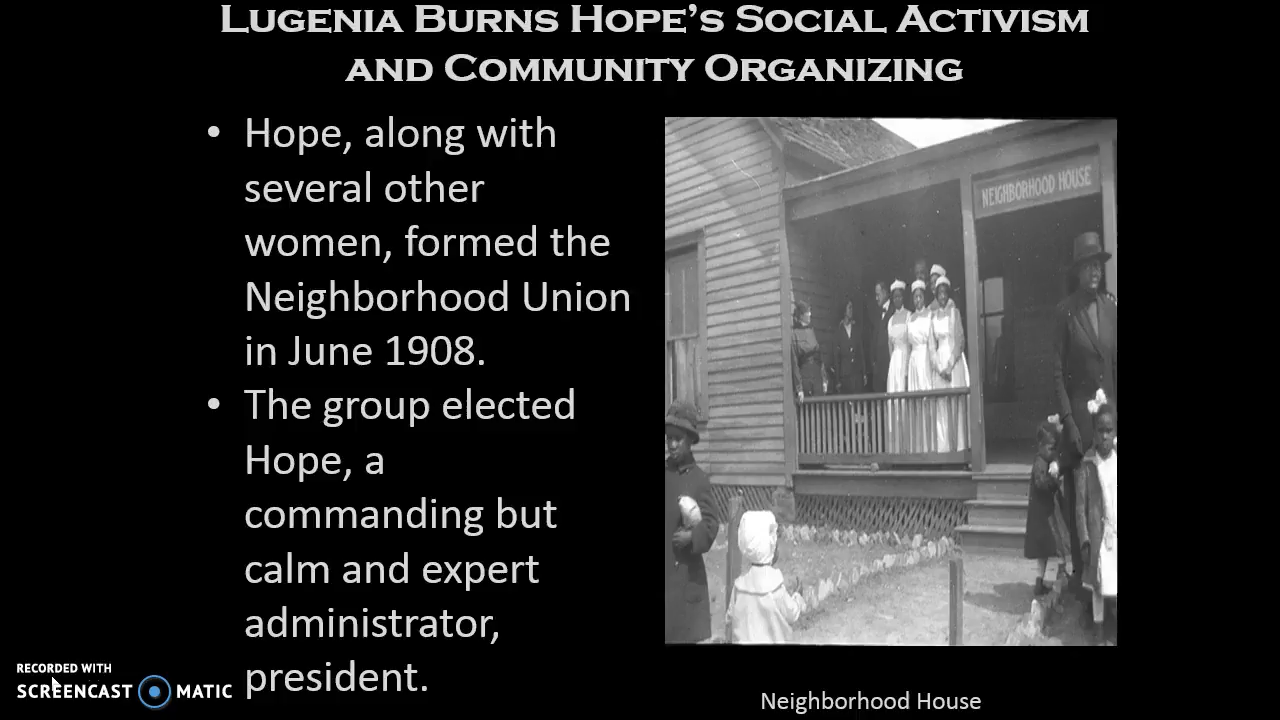 Lugenia Burns Hope’s Social Activism
and Community Organizing
• Hope, along with
several other
women, formed the
Neighborhood Union
in June 1908.
• The group elected
Hope, a
commanding but
calm and expert
administrator,
president.
NEIGHBORHOOD HOUSE
Neighborhood House
RECORDED WITH
SCREENCAST MATIC